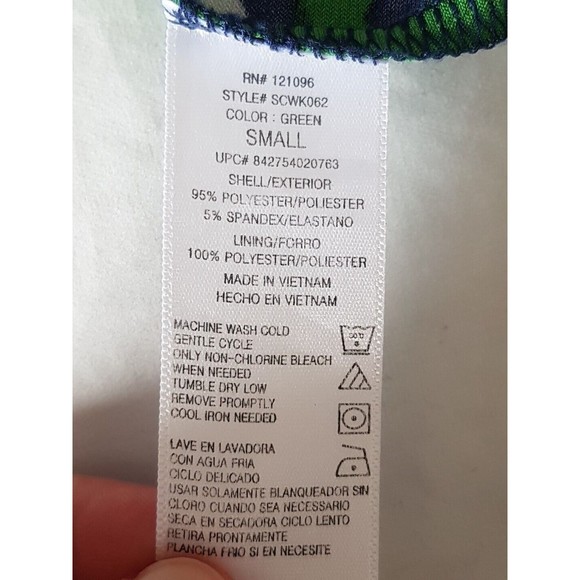 RN# 121096
STYLE# SCWK062
COLOR : GREEN
SMALL
UPC# 842754020763
SHELL/EXTERIOR
95% POLYESTER/POLIESTER
5% SPANDEX/ELASTANO
LINING/FORRO
100% POLYESTER/POLIESTER
MADE IN VIETNAM
HECHO EN VIETNAM
MACHINE WASH COLD
GENTLE CYCLE
ONLY NON-CHLORINE BLEACH
WHEN NEEDED
TUMBLE DRY LOW
REMOVE PROMPTLY
COOL IRON NEEDED
LAVE EN LAVADORA
CON AGUA FRIA
CICLO DELICADO
USAR SOLAMENTE BLANQUEADOR SIN
CLORO CUANDO SEA NECESSARIO
SECA EN SECADORA CICLO LENTO
RETIRA PRONTAMENTE
PLANCHA FRIO SI EN NECESITE